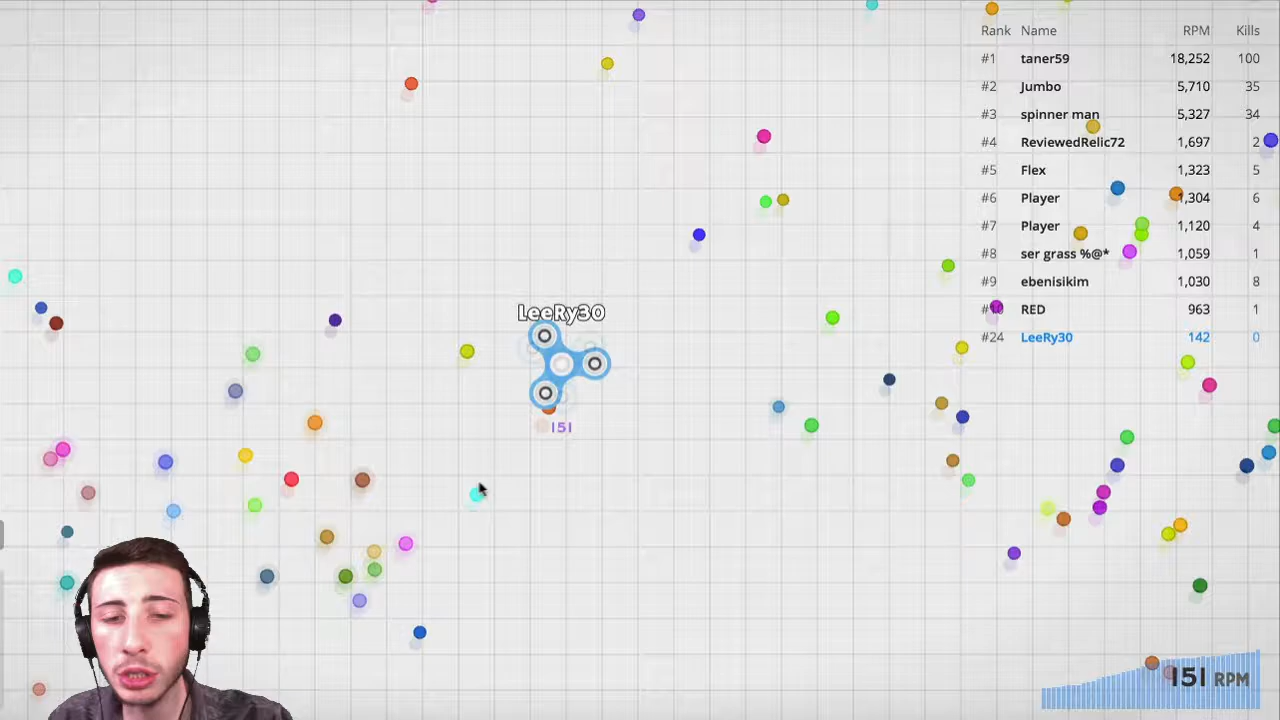 Rank Name RPM Kills
#1 taner59 18,252 100
#2 Jumbo 5,710 35
#3 spinner man 5,327 34
#4 ReviewedRelic72 1,697 2
#5 Flex 1,323 5
#6 Player 1,304 6
#7 Player 1,120 4
#8 ser grass %@* 1,059 1
#9 ebenisikim 1,030 8
#10 RED 963 1
#24 LeeRy30 142 0
LeeRy30
151
151 RPM